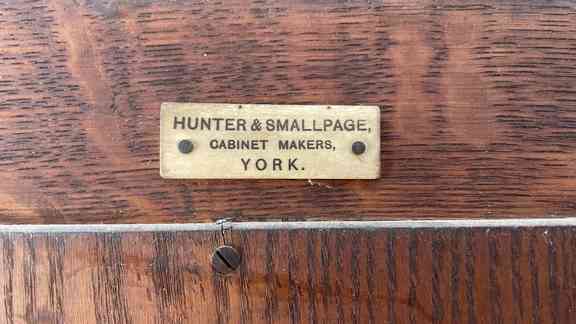 HUNTER & SMALLPAGE,
CABINET MAKERS,
YORK.